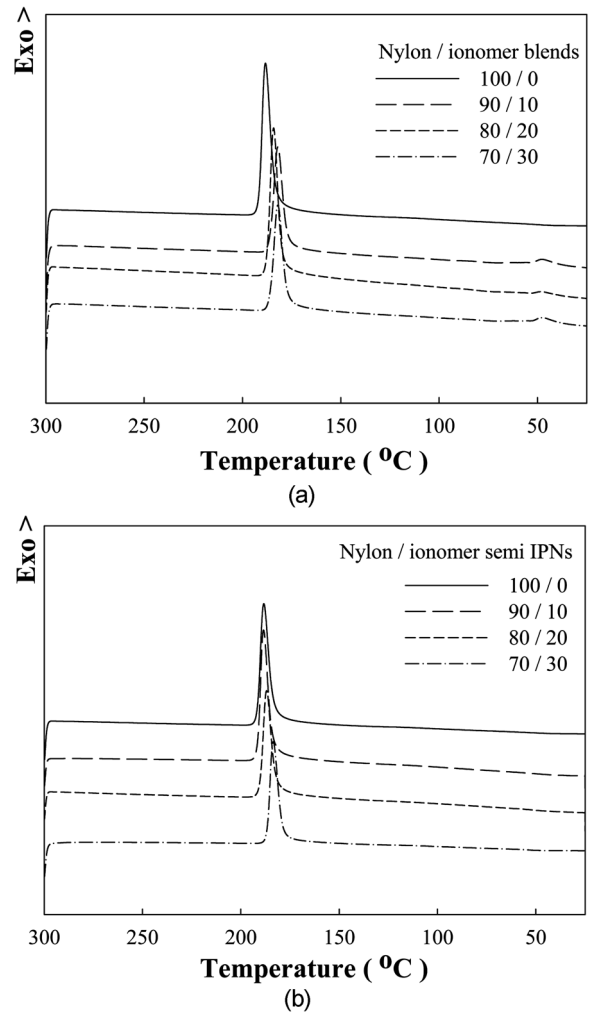 Exo >
Nylon / ionomer blends
100 / 0
90 / 10
80 / 20
70 / 30
300 250 200 150 100 50
Temperature ( ⁰C )
(a)
Exo >
Nylon / ionomer semi IPNs
100 / 0
90 / 10
80 / 20
70 / 30
300 250 200 150 100 50
Temperature ( ⁰C )
(b)